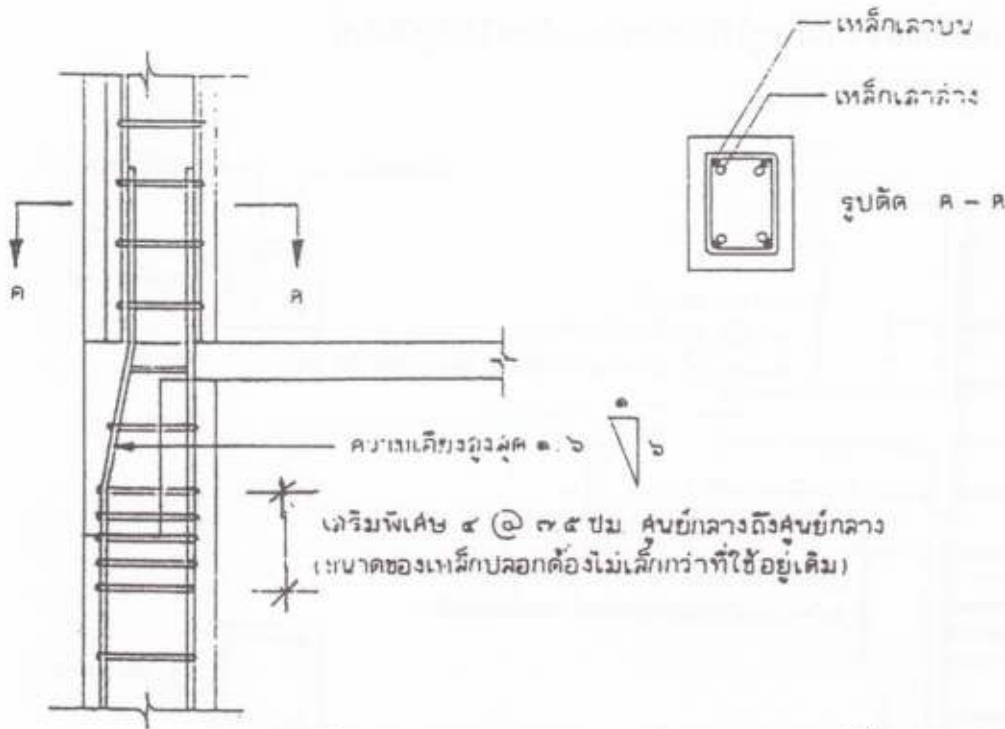 เหล็กเสาบน
เหล็กเสาล่าง
รูปตัด ค - ค
ค ค
๑
ความเอียงสูงสุด ๑:๖ ๖
เสริมพิเศษ ๔ @ ๗๕ มม ศูนย์กลางถึงศูนย์กลาง
(ขนาดของเหล็กปลอกต้องไม่เล็กกว่าที่ใช้อยู่เดิม)